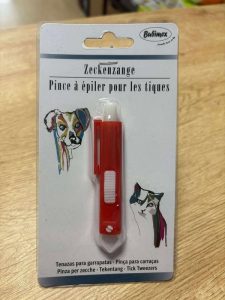 Bubimex
Zeckenzange
Pince à épiler pour les tiques
Tenazas para garrapatas - Pinça para carraças
Pinza per zecche - Tekentang - Tick Tweezers